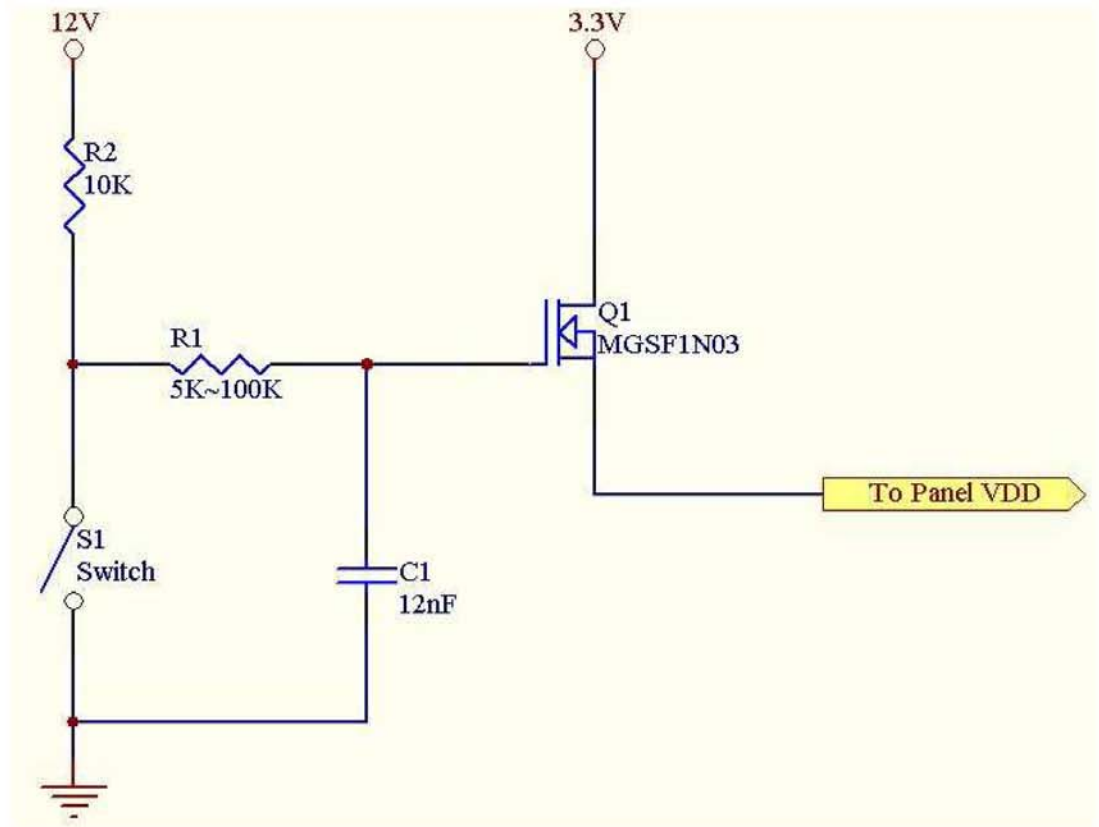 12V
3.3V
R2
10K
Q1
MGSF1N03
R1
5K~100K
To Panel VDD
S1
Switch
C1
12nF